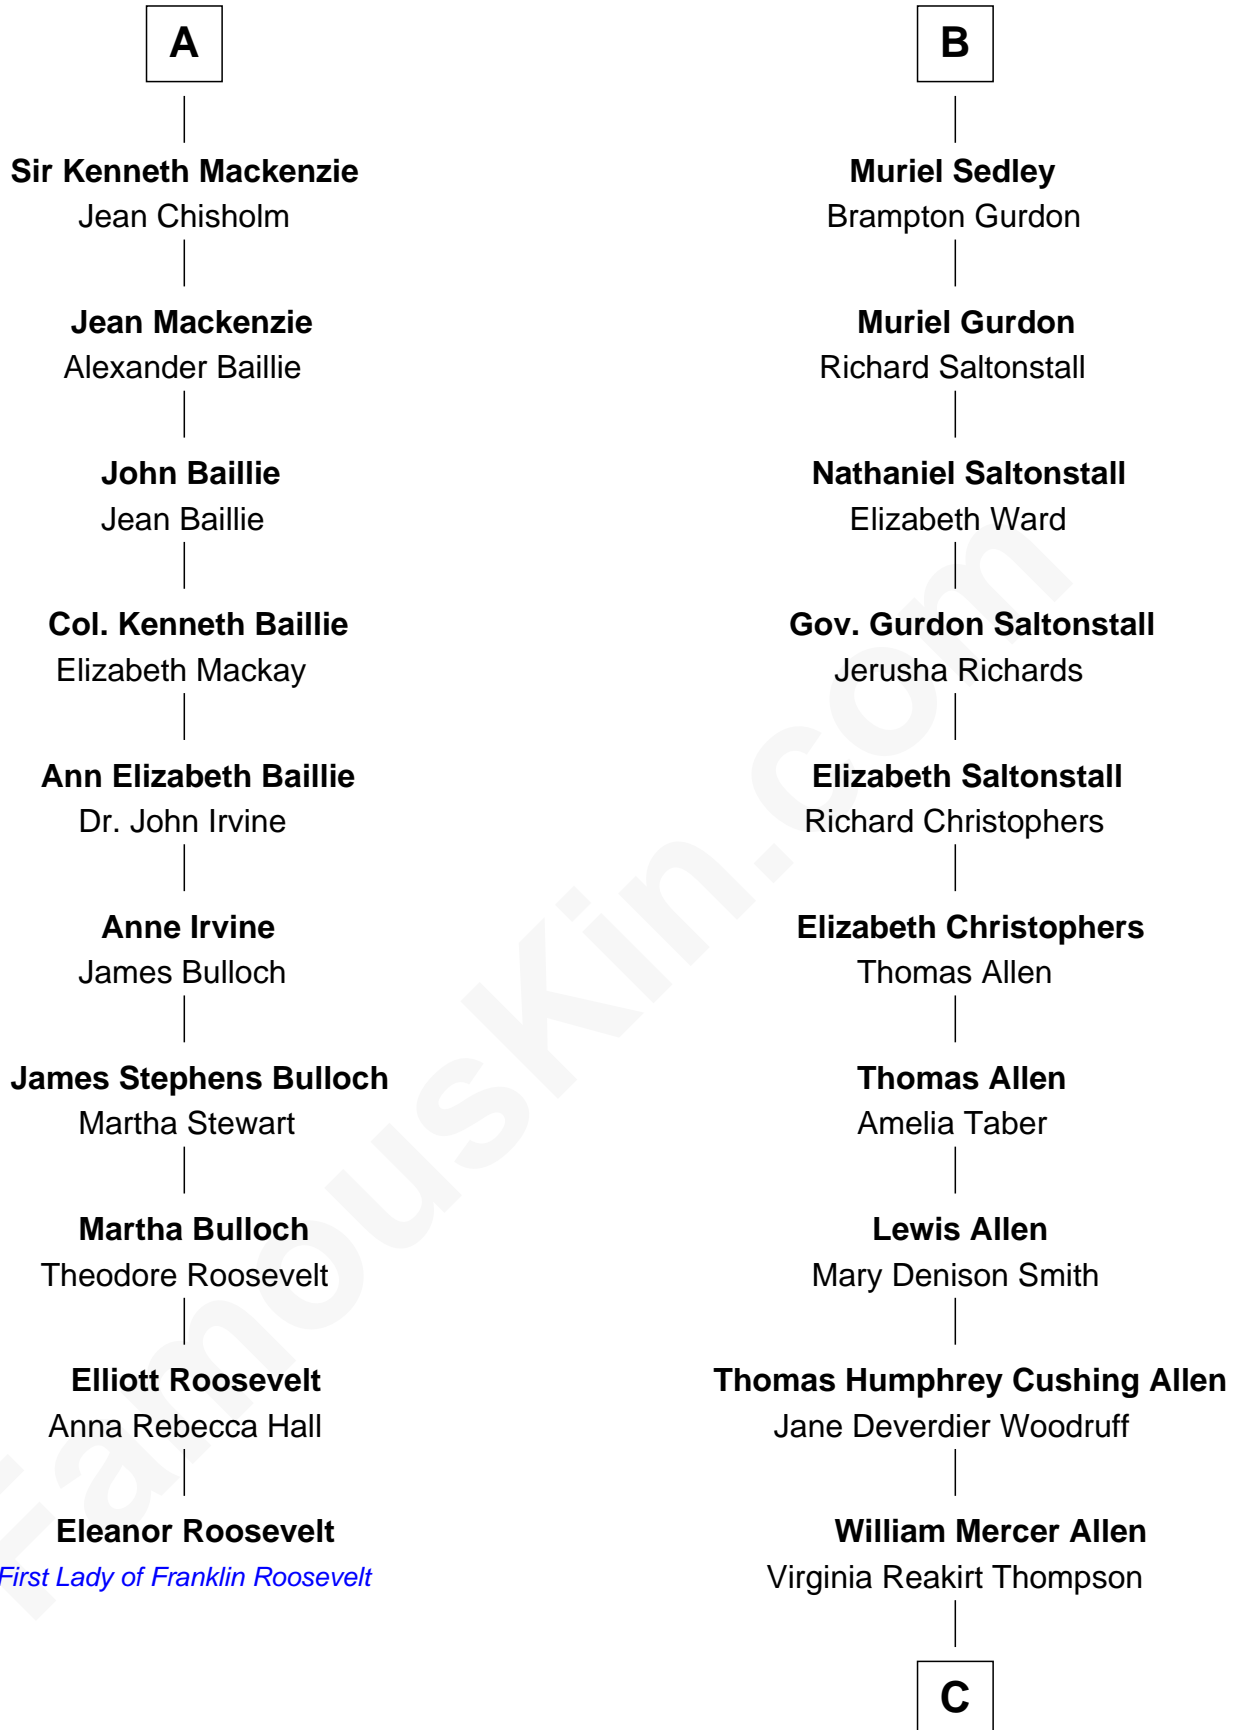 A
Sir Kenneth Mackenzie
Jean Chisholm
Jean Mackenzie
Alexander Baillie
John Baillie
Jean Baillie
Col. Kenneth Baillie
Elizabeth Mackay
Ann Elizabeth Baillie
Dr. John Irvine
Anne Irvine
James Bulloch
James Stephens Bulloch
Martha Stewart
Martha Bulloch
Theodore Roosevelt
Elliott Roosevelt
Anna Rebecca Hall
Eleanor Roosevelt
First Lady of Franklin Roosevelt
B
Muriel Sedley
Brampton Gurdon
Muriel Gurdon
Richard Saltonstall
Nathaniel Saltonstall
Elizabeth Ward
Gov. Gurdon Saltonstall
Jerusha Richards
Elizabeth Saltonstall
Richard Christophers
Elizabeth Christophers
Thomas Allen
Thomas Allen
Amelia Taber
Lewis Allen
Mary Denison Smith
Thomas Humphrey Cushing Allen
Jane Deverdier Woodruff
William Mercer Allen
Virginia Reakirt Thompson
C
FamousKin.com